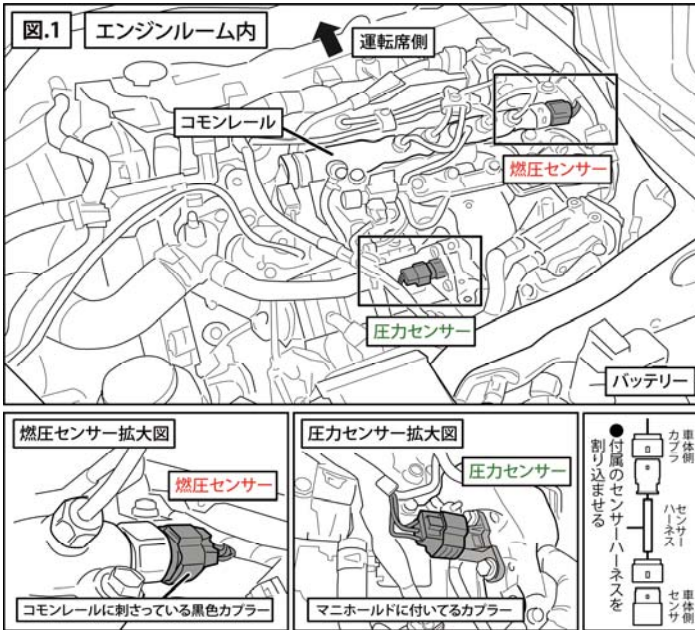 図.1
エンジンルーム内
運転席側
コモンレール
燃圧センサー
圧力センサー
バッテリー
燃圧センサー拡大図
燃圧センサー
コモンレールに刺さっている黒色カプラー
圧力センサー拡大図
圧力センサー
マニホールドに付いてるカプラー
●付属のセンサーハーネスを
割り込ませる
車体側
カプラ
センサー
ハーネス
車体側
センサ